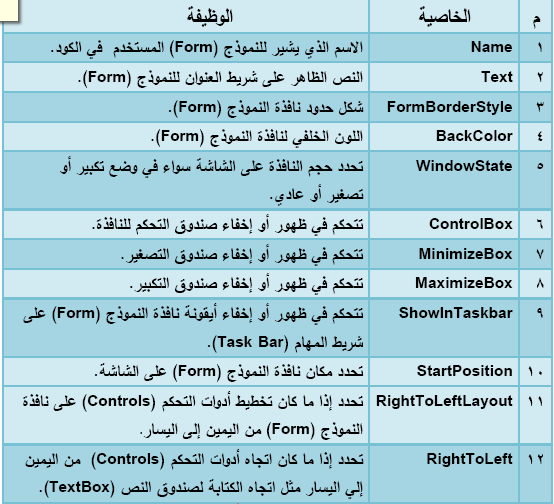 م الخاصية الوظيفة
١ Name الاسم الذي يشير للنموذج (Form) المستخدم في الكود.
٢ Text النص الظاهر على شريط العنوان للنموذج (Form).
٣ FormBorderStyle شكل حدود نافذة النموذج (Form).
٤ BackColor اللون الخلفي لنافذة النموذج (Form).
٥ WindowState تحدد حجم النافذة على الشاشة سواء في وضع تكبير أو
تصغير أو عادي.
٦ ControlBox تتحكم في ظهور أو إخفاء صندوق التحكم للنافذة.
٧ MinimizeBox تتحكم في ظهور أو إخفاء صندوق التصغير.
٨ MaximizeBox تتحكم في ظهور أو إخفاء صندوق التكبير.
٩ ShowInTaskbar تتحكم في ظهور أو إخفاء أيقونة نافذة النموذج (Form) على
شريط المهام (Task Bar).
١٠ StartPosition تحدد مكان نافذة النموذج (Form) على الشاشة.
١١ RightToLeftLayout تحدد إذا ما كان تخطيط أدوات التحكم (Controls) على نافذة
النموذج (Form) من اليمين إلى اليسار.
١٢ RightToLeft تحدد إذا ما كان اتجاه أدوات التحكم (Controls) من اليمين
إلي اليسار مثل اتجاه الكتابة لصندوق النص (TextBox).